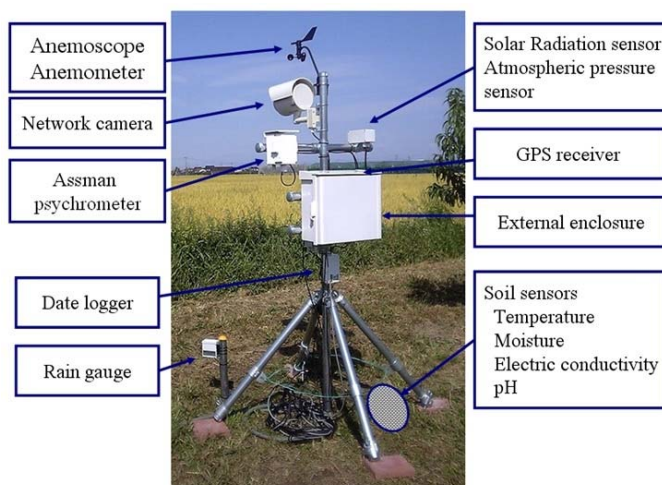 Anemoscope
Anemometer
Network camera
Assman
psychrometer
Date logger
Rain gauge
Solar Radiation sensor
Atmospheric pressure
sensor
GPS receiver
External enclosure
Soil sensors
Temperature
Moisture
Electric conductivity
pH